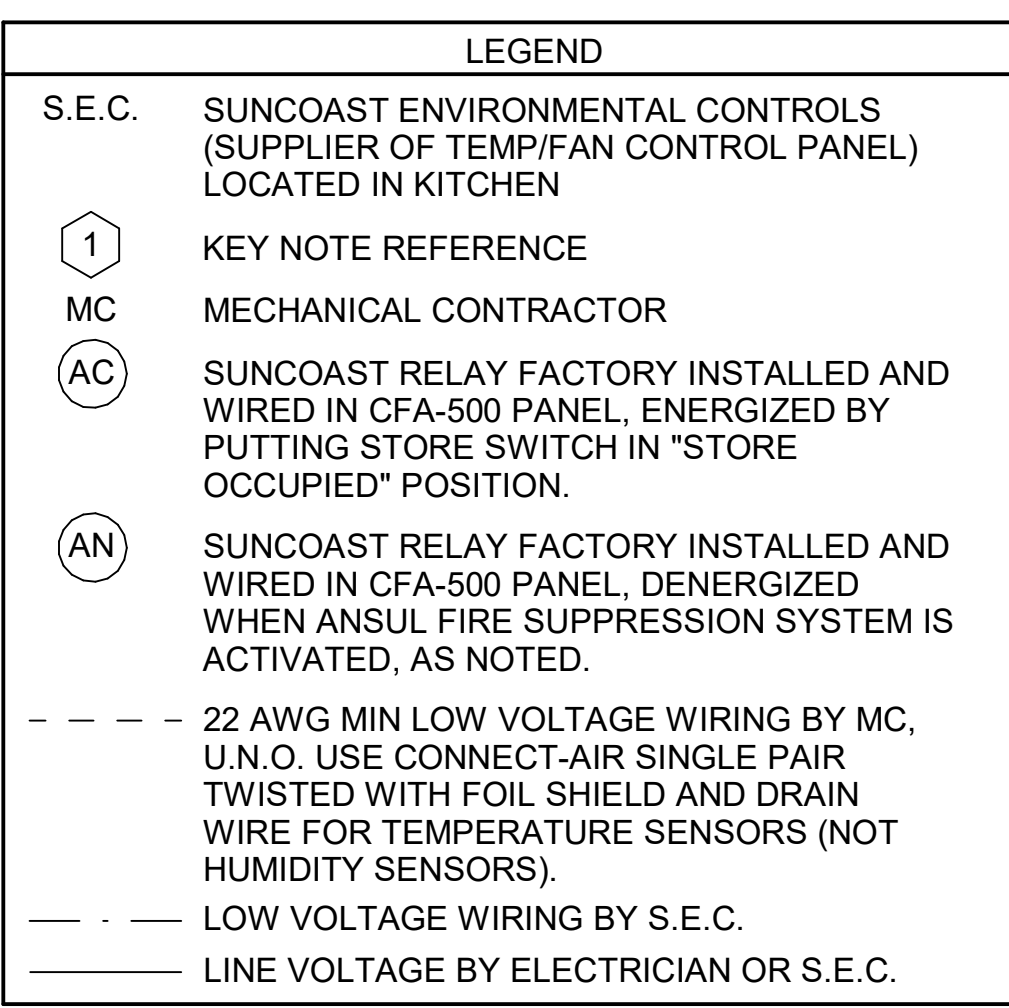 LEGEND
S.E.C. SUNCOAST ENVIRONMENTAL CONTROLS
(SUPPLIER OF TEMP/FAN CONTROL PANEL)
LOCATED IN KITCHEN
1 KEY NOTE REFERENCE
MC MECHANICAL CONTRACTOR
AC SUNCOAST RELAY FACTORY INSTALLED AND
WIRED IN CFA-500 PANEL, ENERGIZED BY
PUTTING STORE SWITCH IN "STORE
OCCUPIED" POSITION.
AN SUNCOAST RELAY FACTORY INSTALLED AND
WIRED IN CFA-500 PANEL, DENERGIZED
WHEN ANSUL FIRE SUPPRESSION SYSTEM IS
ACTIVATED, AS NOTED.
22 AWG MIN LOW VOLTAGE WIRING BY MC,
U.N.O. USE CONNECT-AIR SINGLE PAIR
TWISTED WITH FOIL SHIELD AND DRAIN
WIRE FOR TEMPERATURE SENSORS (NOT
HUMIDITY SENSORS).
LOW VOLTAGE WIRING BY S.E.C.
LINE VOLTAGE BY ELECTRICIAN OR S.E.C.